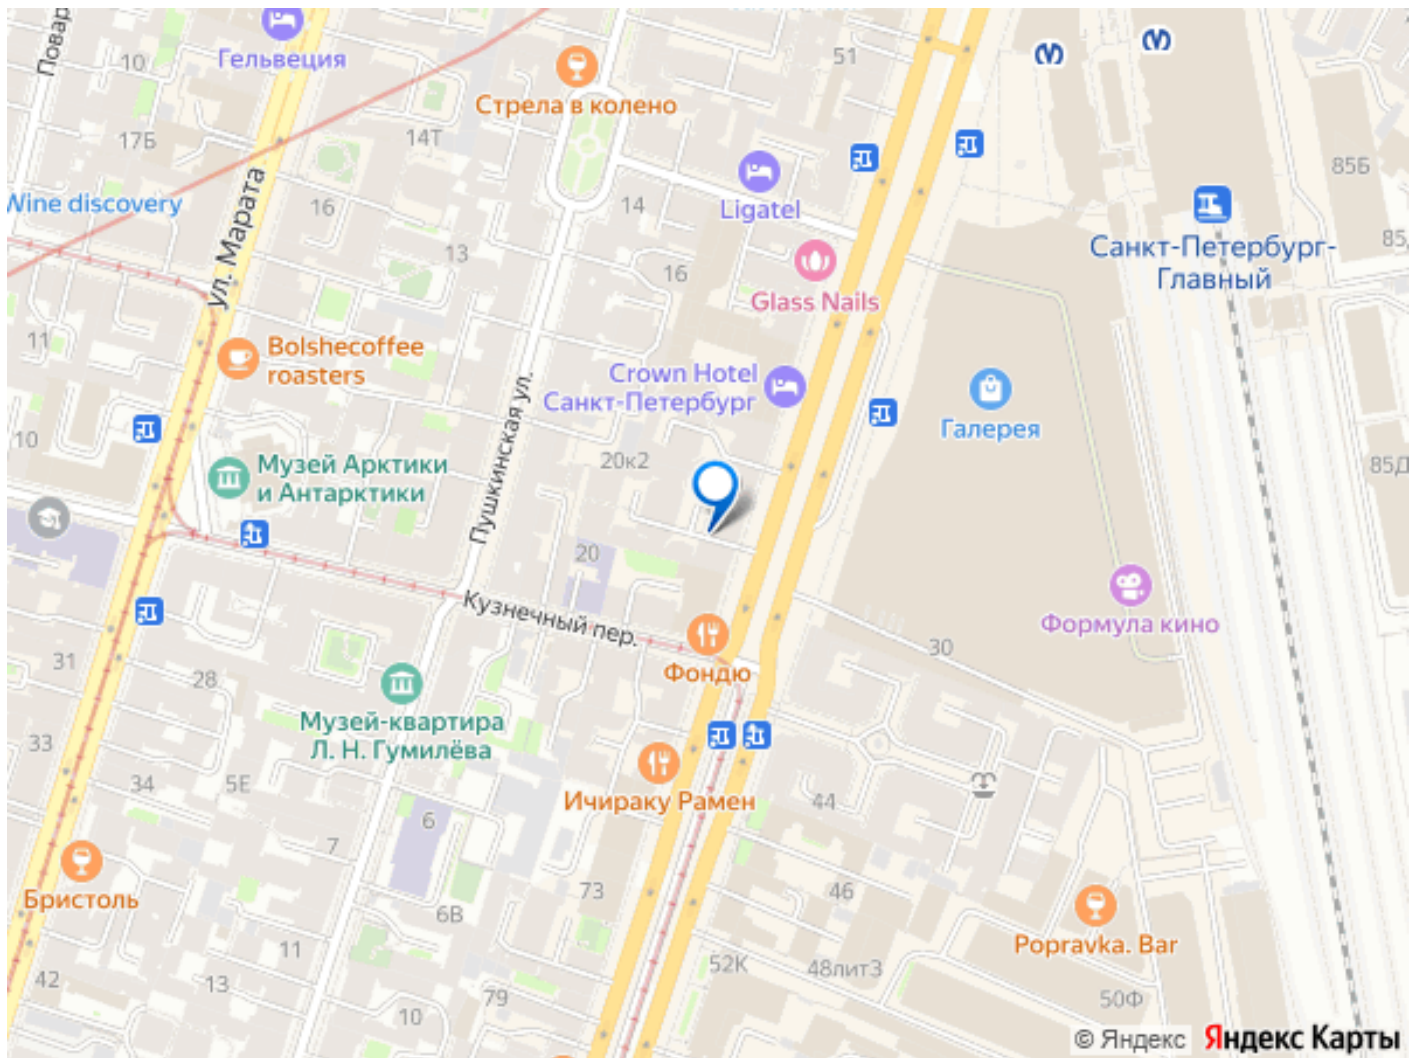 Повар
10
Гельвеция
Стрела в колено
51
17Б
14Т
85Б
Wine discovery
16
ул. Марата
14
Ligatel
13
16
Glass Nails
Санкт-Петербург-
Главный
85
11
Bolshecoffee
roasters
Crown Hotel
Санкт-Петербург
Галерея
Пушкинская ул.
10
Музей Арктики
и Антарктики
20к2
85Д
20
Кузнечный пер.
Формула кино
30
31
28
Фондю
Музей-квартира
Л. Н. Гумилёва
33
34
5Е
6
7
Ичираку Рамен
44
Бристоль
73
46
6В
11
Popravka. Bar
42
13
52К
48лит3
79
10
50Ф
© Яндекс Яндекс Карты